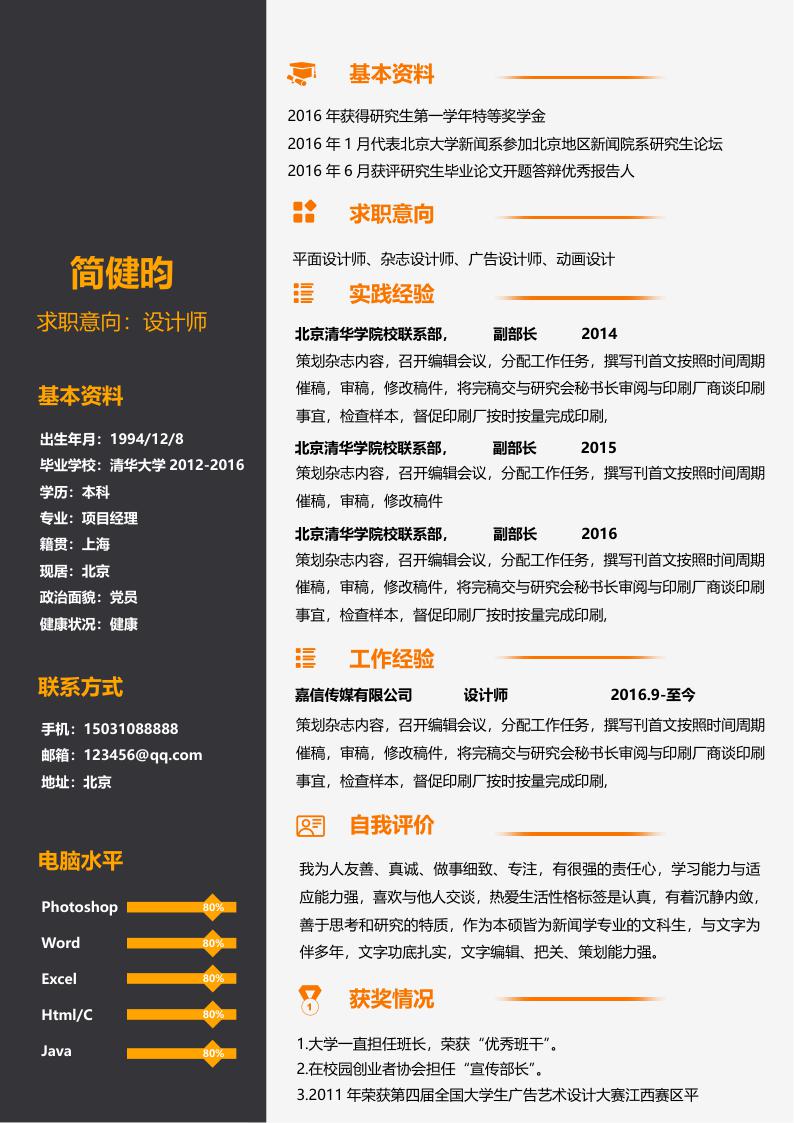 简健昀
求职意向：设计师
基本资料
出生年月：1994/12/8
毕业学校：清华大学 2012-2016
学历：本科
专业：项目经理
籍贯：上海
现居：北京
政治面貌：党员
健康状况：健康
联系方式
手机：15031088888
邮箱：123456@qq.com
地址：北京
电脑水平
Photoshop 80%
Word 80%
Excel 80%
Html/C 80%
Java 80%
基本资料
2016 年获得研究生第一学年特等奖学金
2016 年 1 月代表北京大学新闻系参加北京地区新闻院系研究生论坛
2016 年 6 月获评研究生毕业论文开题答辩优秀报告人
求职意向
平面设计师、杂志设计师、广告设计师、动画设计
实践经验
北京清华学院校联系部， 副部长 2014
策划杂志内容，召开编辑会议，分配工作任务，撰写刊首文按照时间周期
催稿，审稿，修改稿件，将完稿交与研究会秘书长审阅与印刷厂商谈印刷
事宜，检查样本，督促印刷厂按时按量完成印刷,
北京清华学院校联系部， 副部长 2015
策划杂志内容，召开编辑会议，分配工作任务，撰写刊首文按照时间周期
催稿，审稿，修改稿件
北京清华学院校联系部， 副部长 2016
策划杂志内容，召开编辑会议，分配工作任务，撰写刊首文按照时间周期
催稿，审稿，修改稿件，将完稿交与研究会秘书长审阅与印刷厂商谈印刷
事宜，检查样本，督促印刷厂按时按量完成印刷,
工作经验
嘉信传媒有限公司 设计师 2016.9-至今
策划杂志内容，召开编辑会议，分配工作任务，撰写刊首文按照时间周期
催稿，审稿，修改稿件，将完稿交与研究会秘书长审阅与印刷厂商谈印刷
事宜，检查样本，督促印刷厂按时按量完成印刷,
自我评价
我为人友善、真诚、做事细致、专注，有很强的责任心，学习能力与适
应能力强，喜欢与他人交谈，热爱生活性格标签是认真，有着沉静内敛，
善于思考和研究的特质，作为本硕皆为新闻学专业的文科生，与文字为
伴多年，文字功底扎实，文字编辑、把关、策划能力强。
1
获奖情况
1.大学一直担任班长，荣获“优秀班干”。
2.在校园创业者协会担任“宣传部长”。
3.2011 年荣获第四届全国大学生广告艺术设计大赛江西赛区平